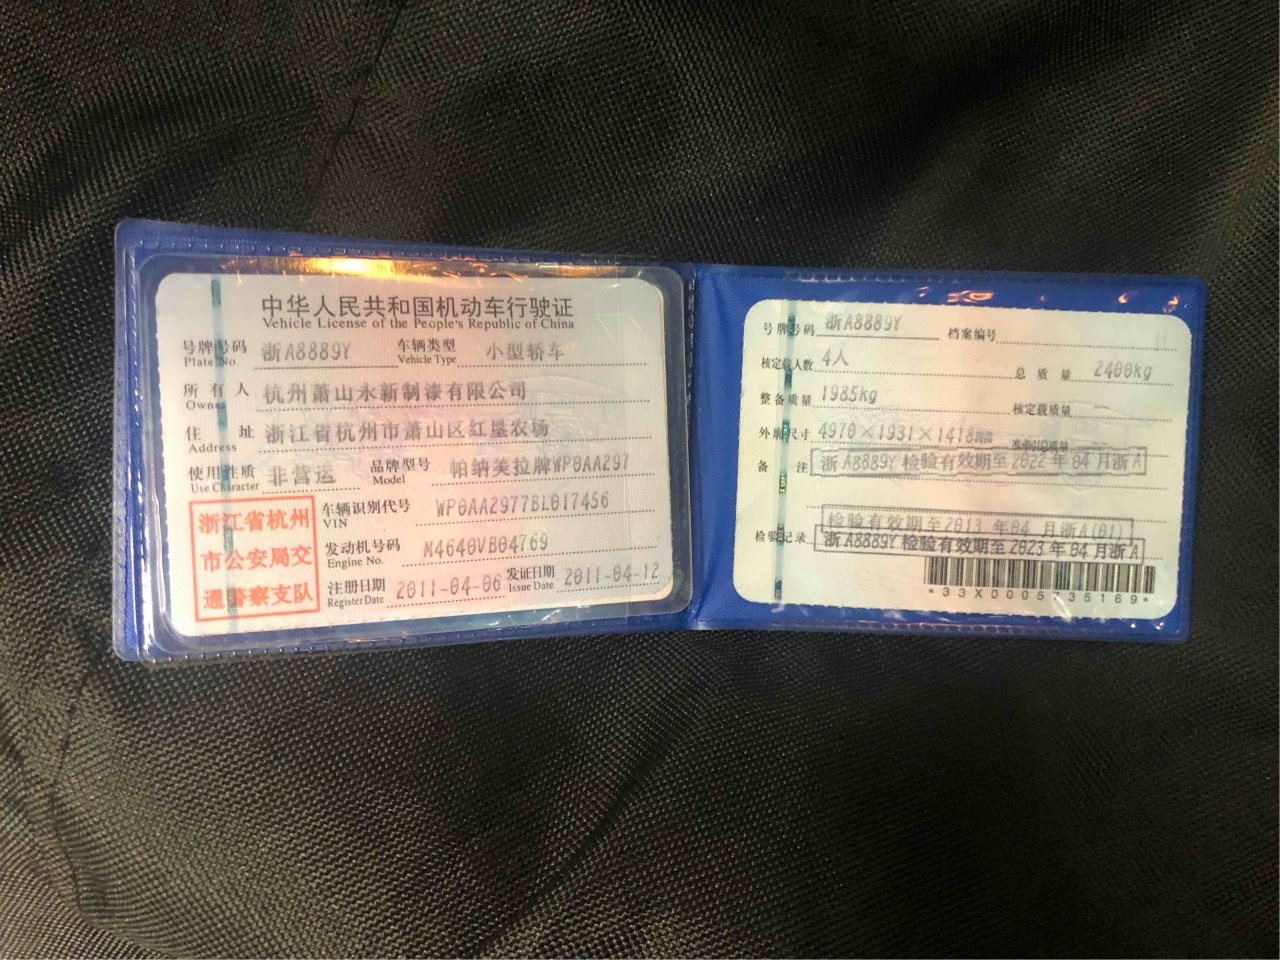 中华人民共和国机动车行驶证
Vehicle License of the People's Republic of China
号牌号码 浙A8889Y 车辆类型 小型轿车
Plate No. Vehicle Type
所有人 杭州萧山永新制漆有限公司
Owner
住址 浙江省杭州市萧山区红垦农场
Address
使用性质 非营运 品牌型号 帕纳美拉牌WP0AA297
Use Character Model
浙江省杭州
市公安局交
通警察支队
车辆识别代号 WP0AA2977BL017456
VIN
发动机号码 M4640VB04769
Engine No.
注册日期 2011-04-06 发证日期 2011-04-12
Register Date Issue Date
号牌号码 浙A8889Y 档案编号
核定载人数 4人 总质量 2400kg
整备质量 1985kg 核定载质量
外廓尺寸 4970×1931×1418mm 准牵引总质量
备注 浙A8889Y检验有效期至2022年04月浙A
检验有效期至2013年04月浙A(01)
检验记录 浙A8889Y检验有效期至2023年04月浙A
*33X0005735169*